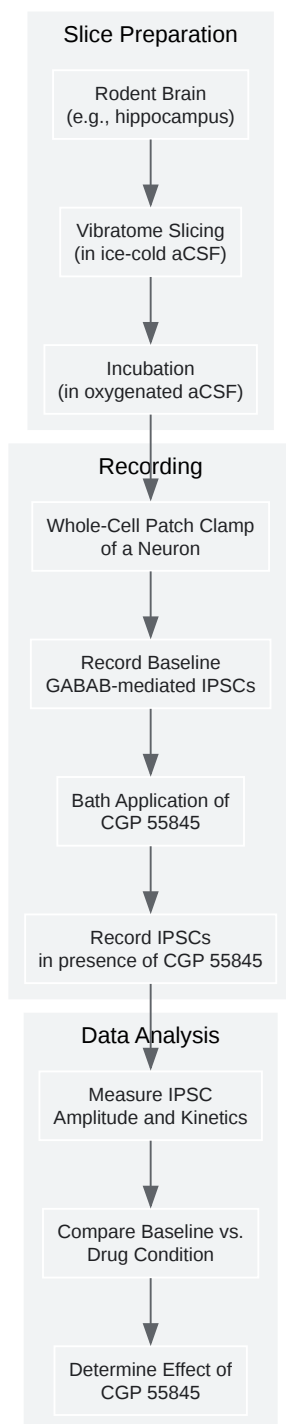 Slice Preparation
Rodent Brain
(e.g., hippocampus)
Vibratome Slicing
(in ice-cold aCSF)
Incubation
(in oxygenated aCSF)
Recording
Whole-Cell Patch Clamp
of a Neuron
Record Baseline
GABAB-mediated IPSCs
Bath Application of
CGP 55845
Record IPSCs
in presence of CGP 55845
Data Analysis
Measure IPSC
Amplitude and Kinetics
Compare Baseline vs.
Drug Condition
Determine Effect of
CGP 55845